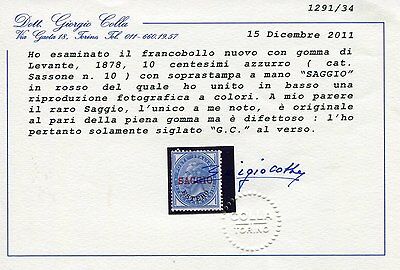 1291/34
Dott. Giorgio Colla
Via Gaeta 18, Torino Tel. 011-660.19.57
15 Dicembre 2011
Ho esaminato il francobollo nuovo con gomma di
Levante, 1878, 10 centesimi azzurro ( cat.
Sassone n. 10 ) con soprastampa a mano "SAGGIO"
in rosso del quale ho unito in basso una
riproduzione fotografica a colori. A mio parere
il raro Saggio, l'unico a me noto, è originale
al pari della piena gomma ma è difettoso : l'ho
pertanto solamente siglato "G.C." al verso.
SAGGIO
ESTERO
COLLA
TORINO